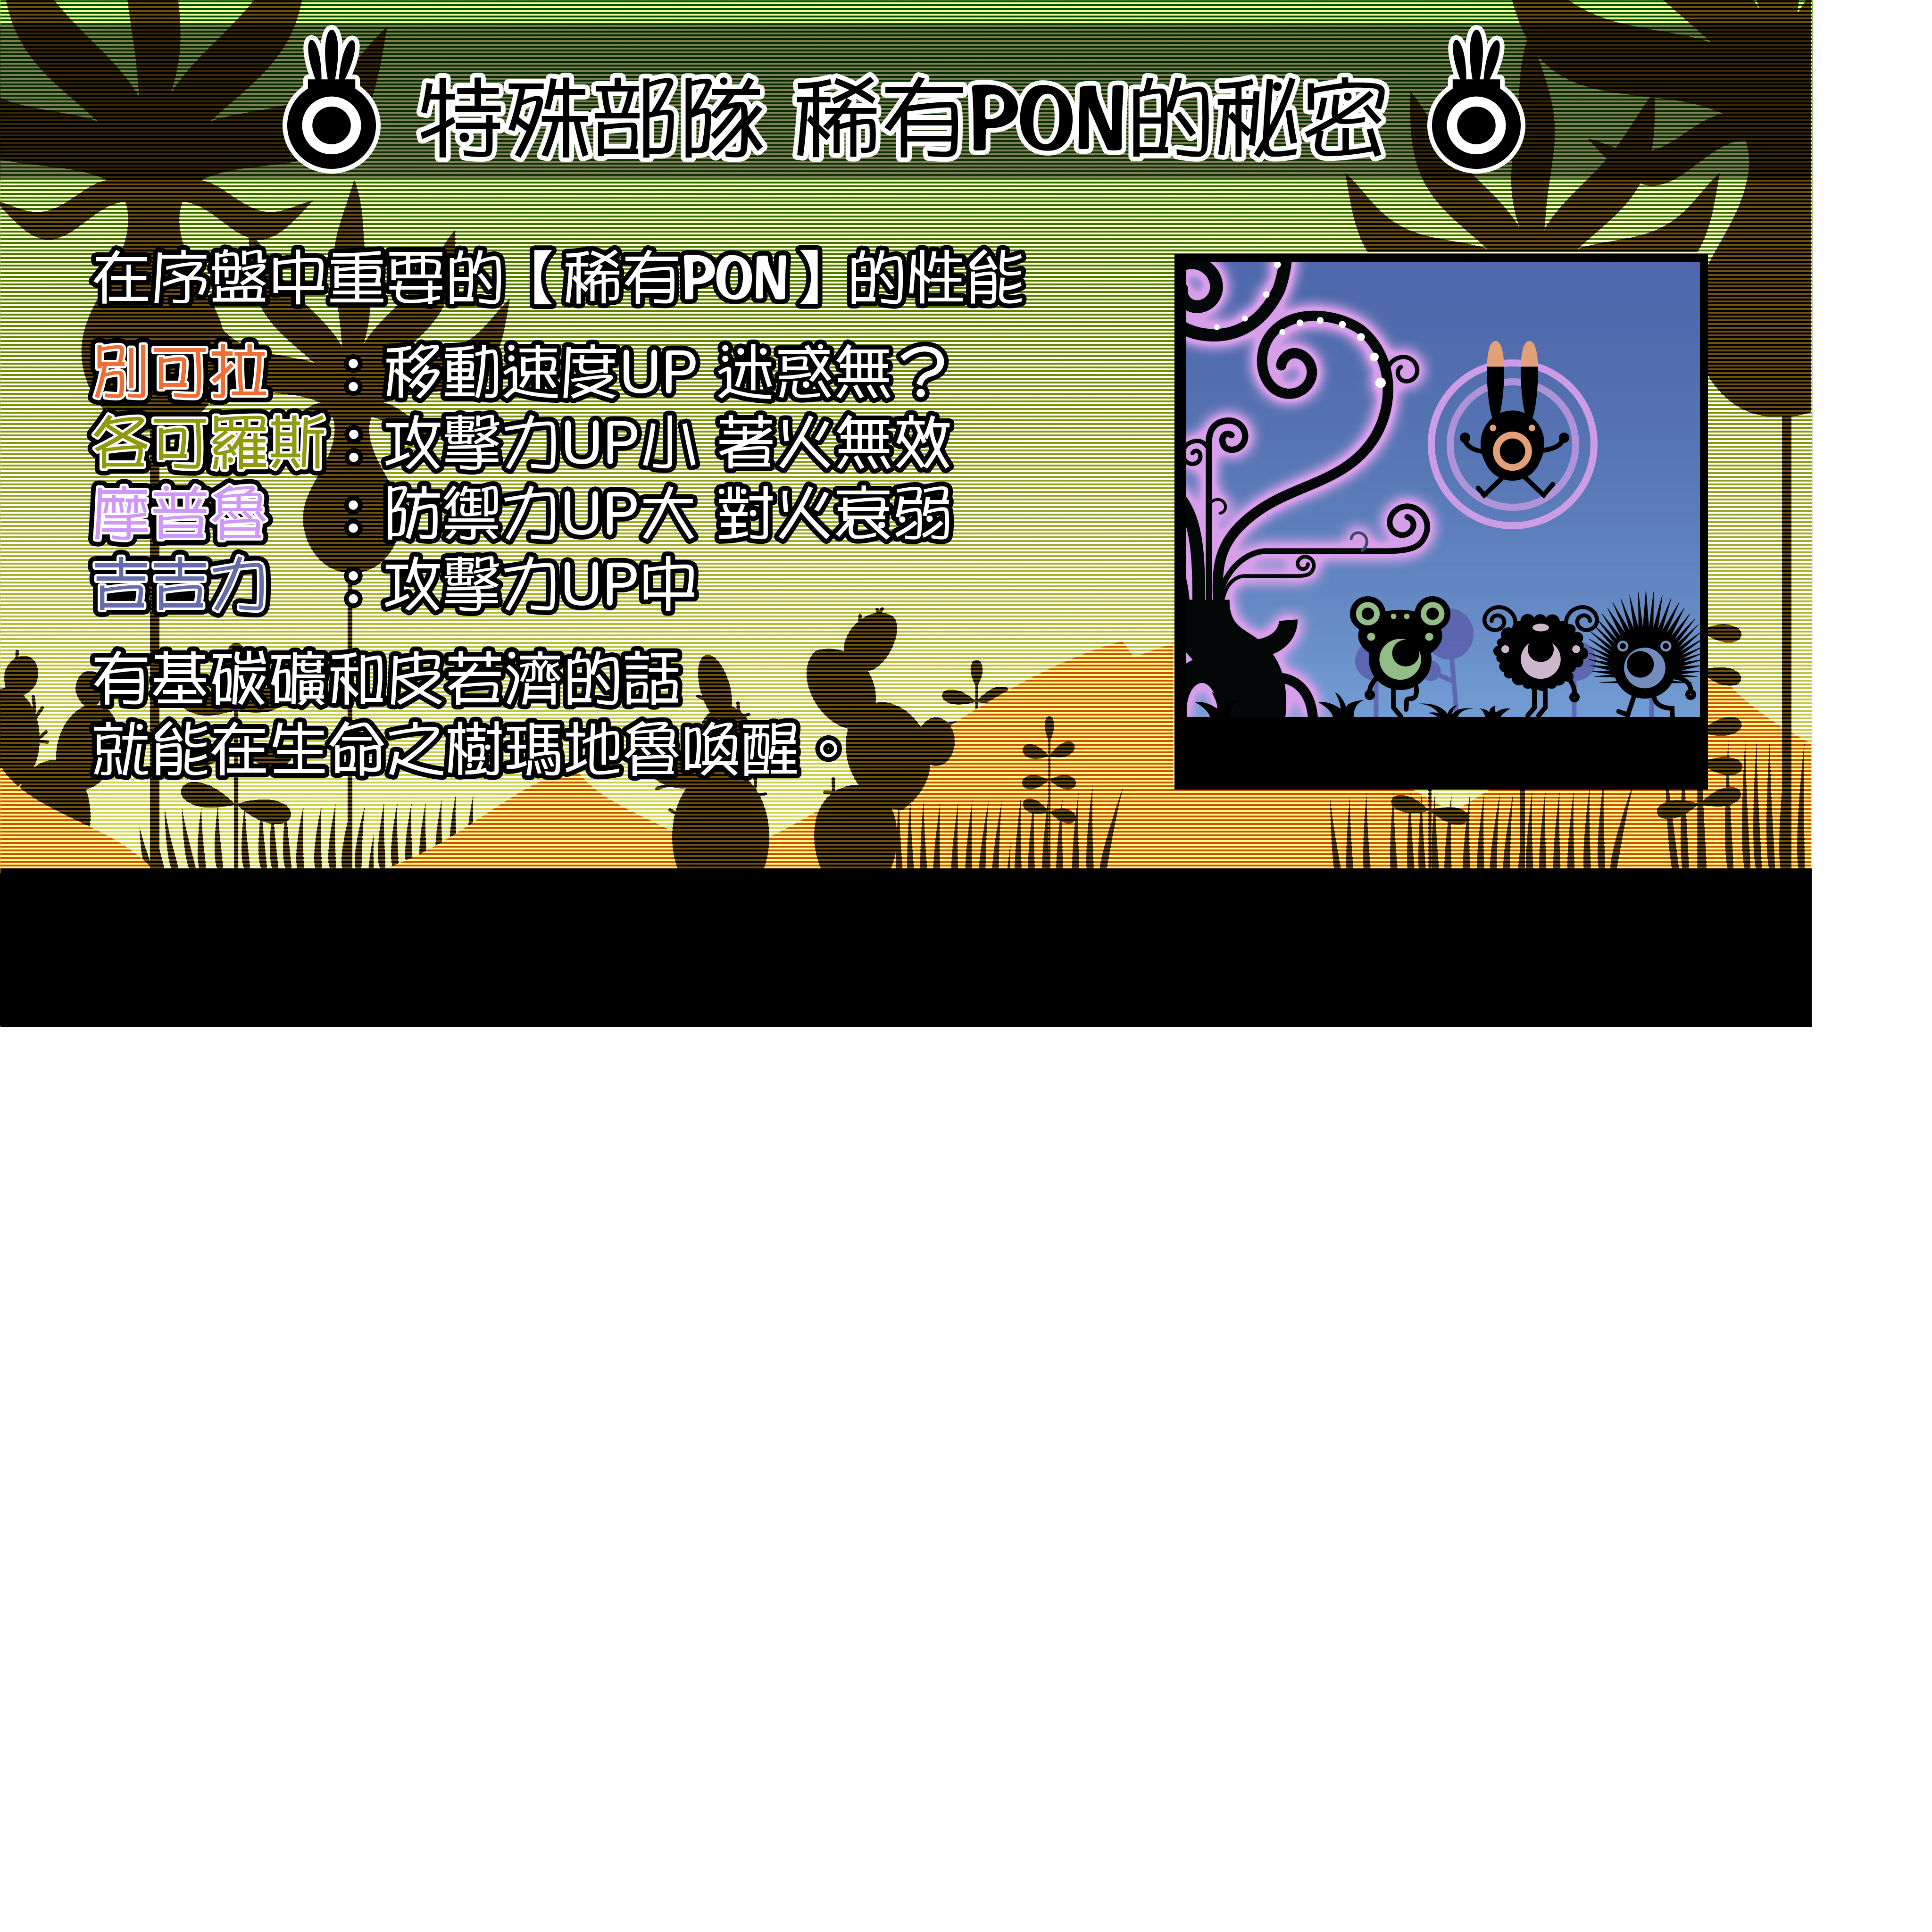 特殊部隊 稀有PON的秘密
在序盤中重要的【稀有PON】的性能
別可拉 : 移動速度UP 迷惑無？
各可羅斯 : 攻擊力UP小 著火無效
摩普魯 : 防禦力UP大 對火衰弱
吉吉力 : 攻擊力UP中
有基碳礦和皮若濟的話
就能在生命之樹瑪地魯喚醒。